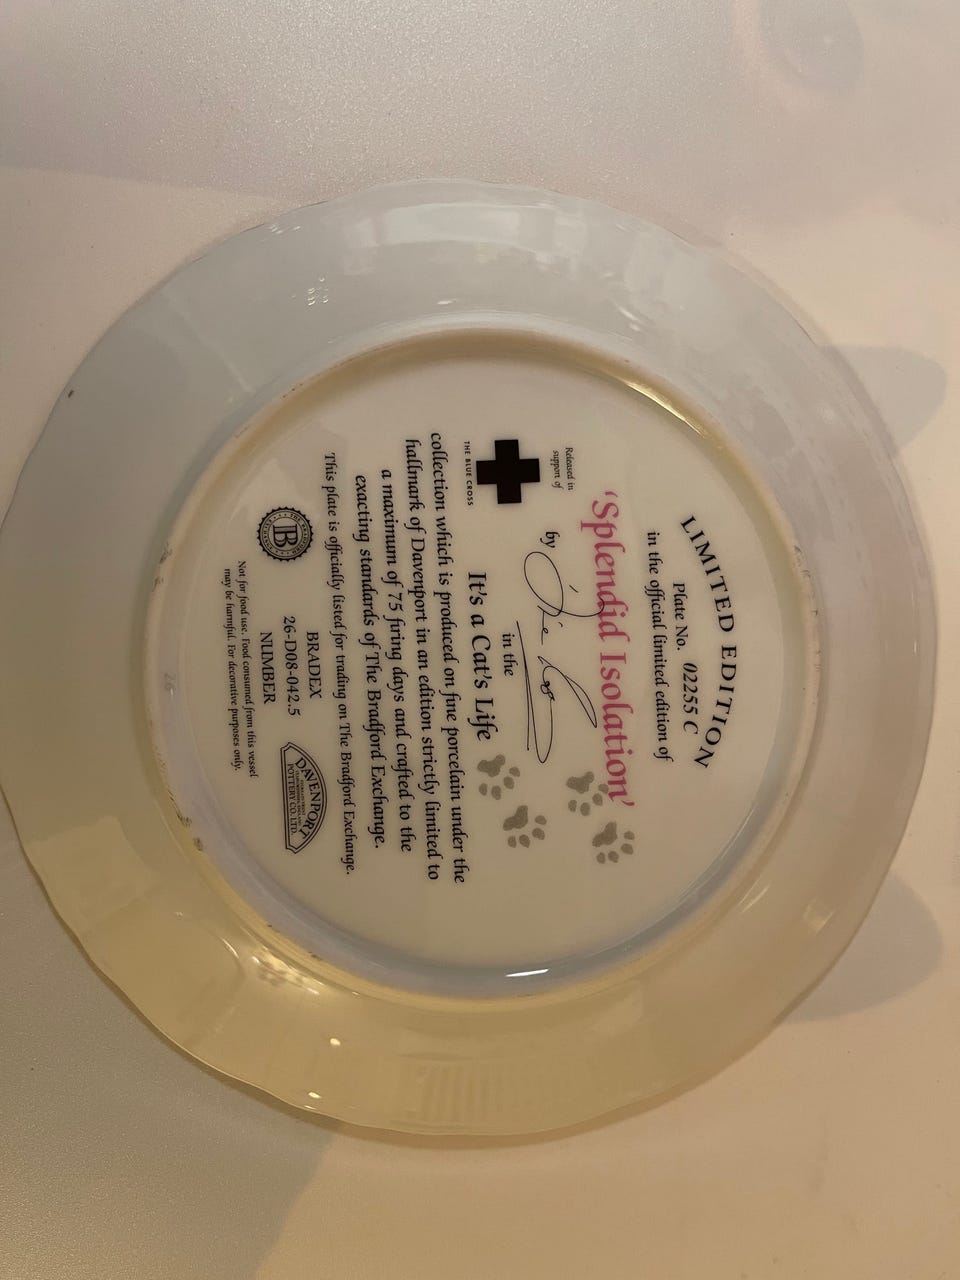 LIMITED EDITION
Plate No. 02255 C
in the official limited edition of
'Splendid Isolation'
Released in
support of
THE BLUE CROSS
by
in the
It's a Cat's Life
collection which is produced on fine porcelain under the
hallmark of Davenport in an edition strictly limited to
a maximum of 75 firing days and crafted to the
exacting standards of The Bradford Exchange.
This plate is officially listed for trading on The Bradford Exchange.
B
BRADEX
26-D08-042.5
NUMBER
DAVENPORT
POTTERY CO. LTD.
Not for food use. Food consumed from this vessel
may be harmful. For decorative purposes only.